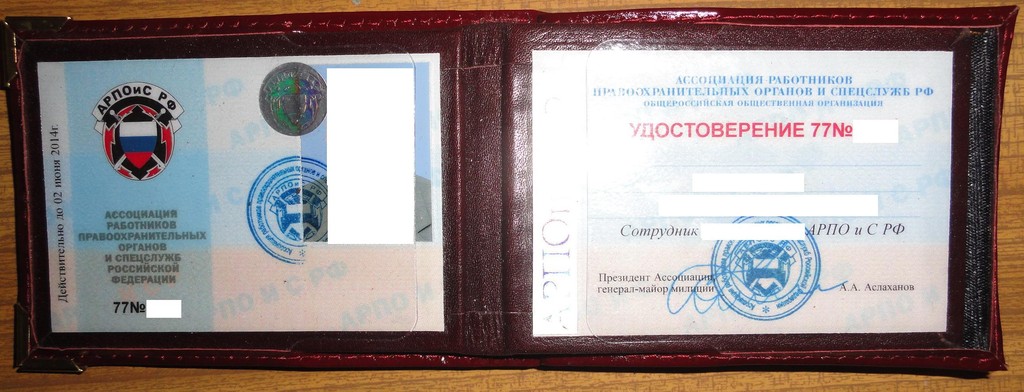 Действительно до 02 июня 2014г.
АРПОиС РФ
АССОЦИАЦИЯ
РАБОТНИКОВ
ПРАВООХРАНИТЕЛЬНЫХ
ОРГАНОВ
И СПЕЦСЛУЖБ
РОССИЙСКОЙ
ФЕДЕРАЦИИ
77№
АССОЦИАЦИЯ РАБОТНИКОВ
ПРАВООХРАНИТЕЛЬНЫХ ОРГАНОВ И СПЕЦСЛУЖБ РФ
ОБЩЕРОССИЙСКАЯ ОБЩЕСТВЕННАЯ ОРГАНИЗАЦИЯ
УДОСТОВЕРЕНИЕ 77№
Сотрудник АРПО и С РФ
Президент Ассоциации,
генерал-майор милиции А.А. Аслаханов